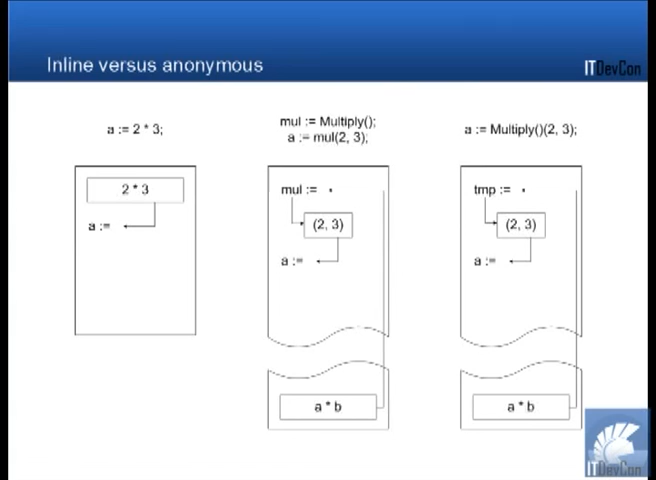 Inline versus anonymous
ITDevCon
a := 2 * 3;
2 * 3
a :=
mul := Multiply();
a := mul(2, 3);
mul :=
(2, 3)
a :=
a * b
a := Multiply()(2, 3);
tmp :=
(2, 3)
a :=
a * b
ITDevCon